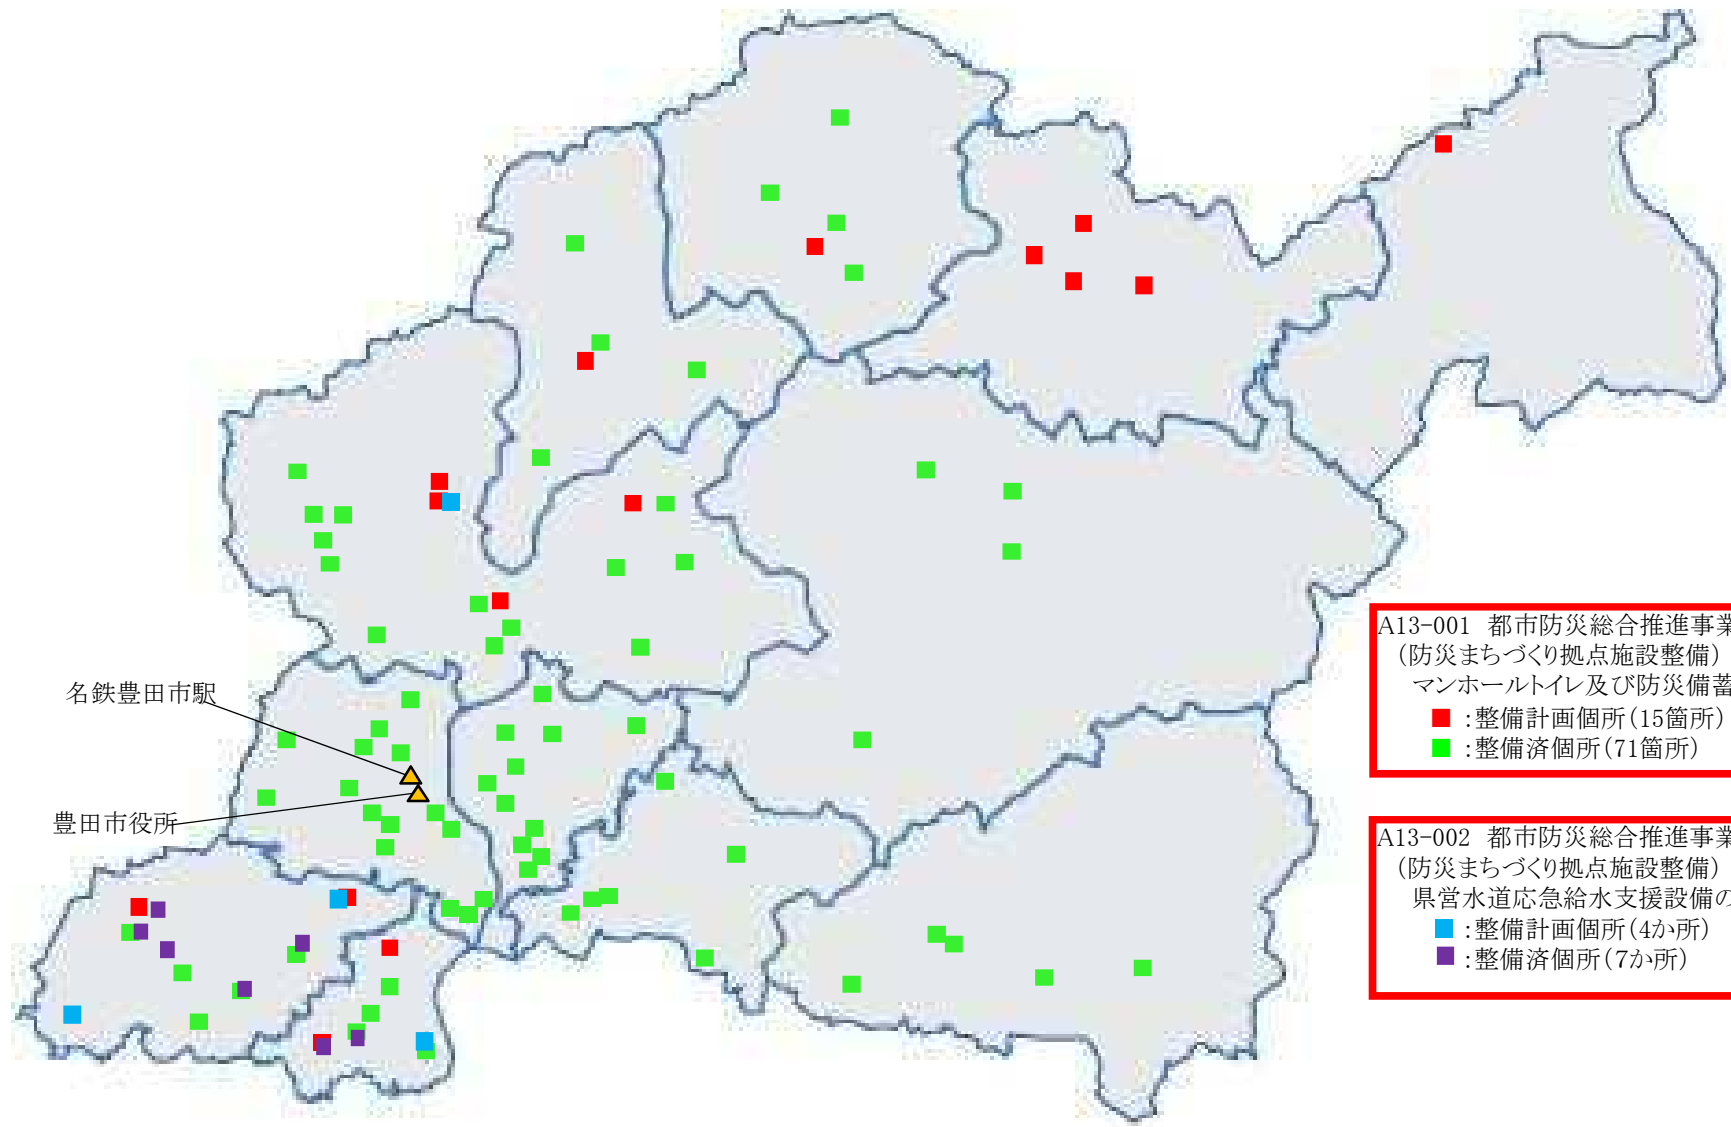 名鉄豊田市駅
豊田市役所
A13-001 都市防災総合推進事業
(防災まちづくり拠点施設整備)
マンホールトイレ及び防災備蓄
:整備計画個所(15箇所)
:整備済個所(71箇所)
A13-002 都市防災総合推進事業
(防災まちづくり拠点施設整備)
県営水道応急給水支援設備の
:整備計画個所(4か所)
:整備済個所(7か所)